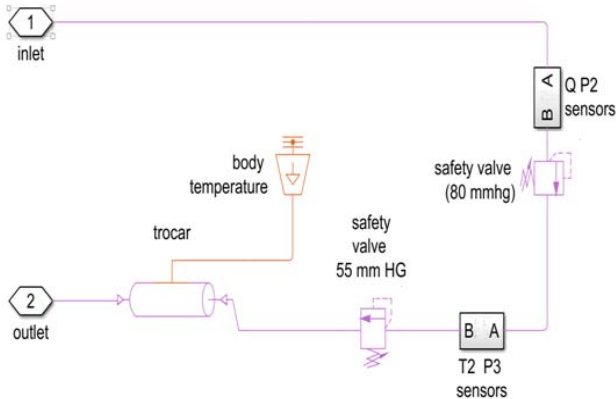 1
inlet
A
B
Q P2
sensors
body
temperature
safety valve
(80 mmhg)
trocar
safety
valve
55 mm HG
2
outlet
B A
T2 P3
sensors